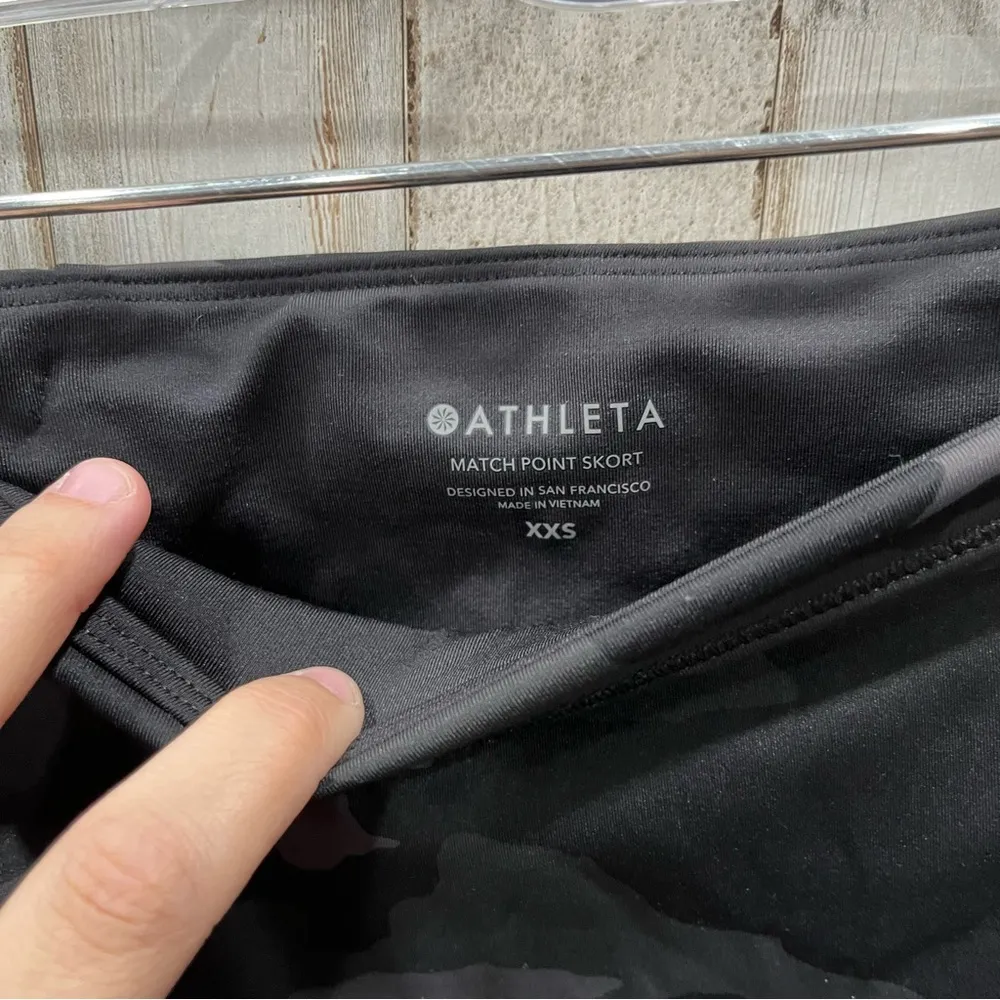 ATHLETA
MATCH POINT SKORT
DESIGNED IN SAN FRANCISCO
MADE IN VIETNAM
XXS